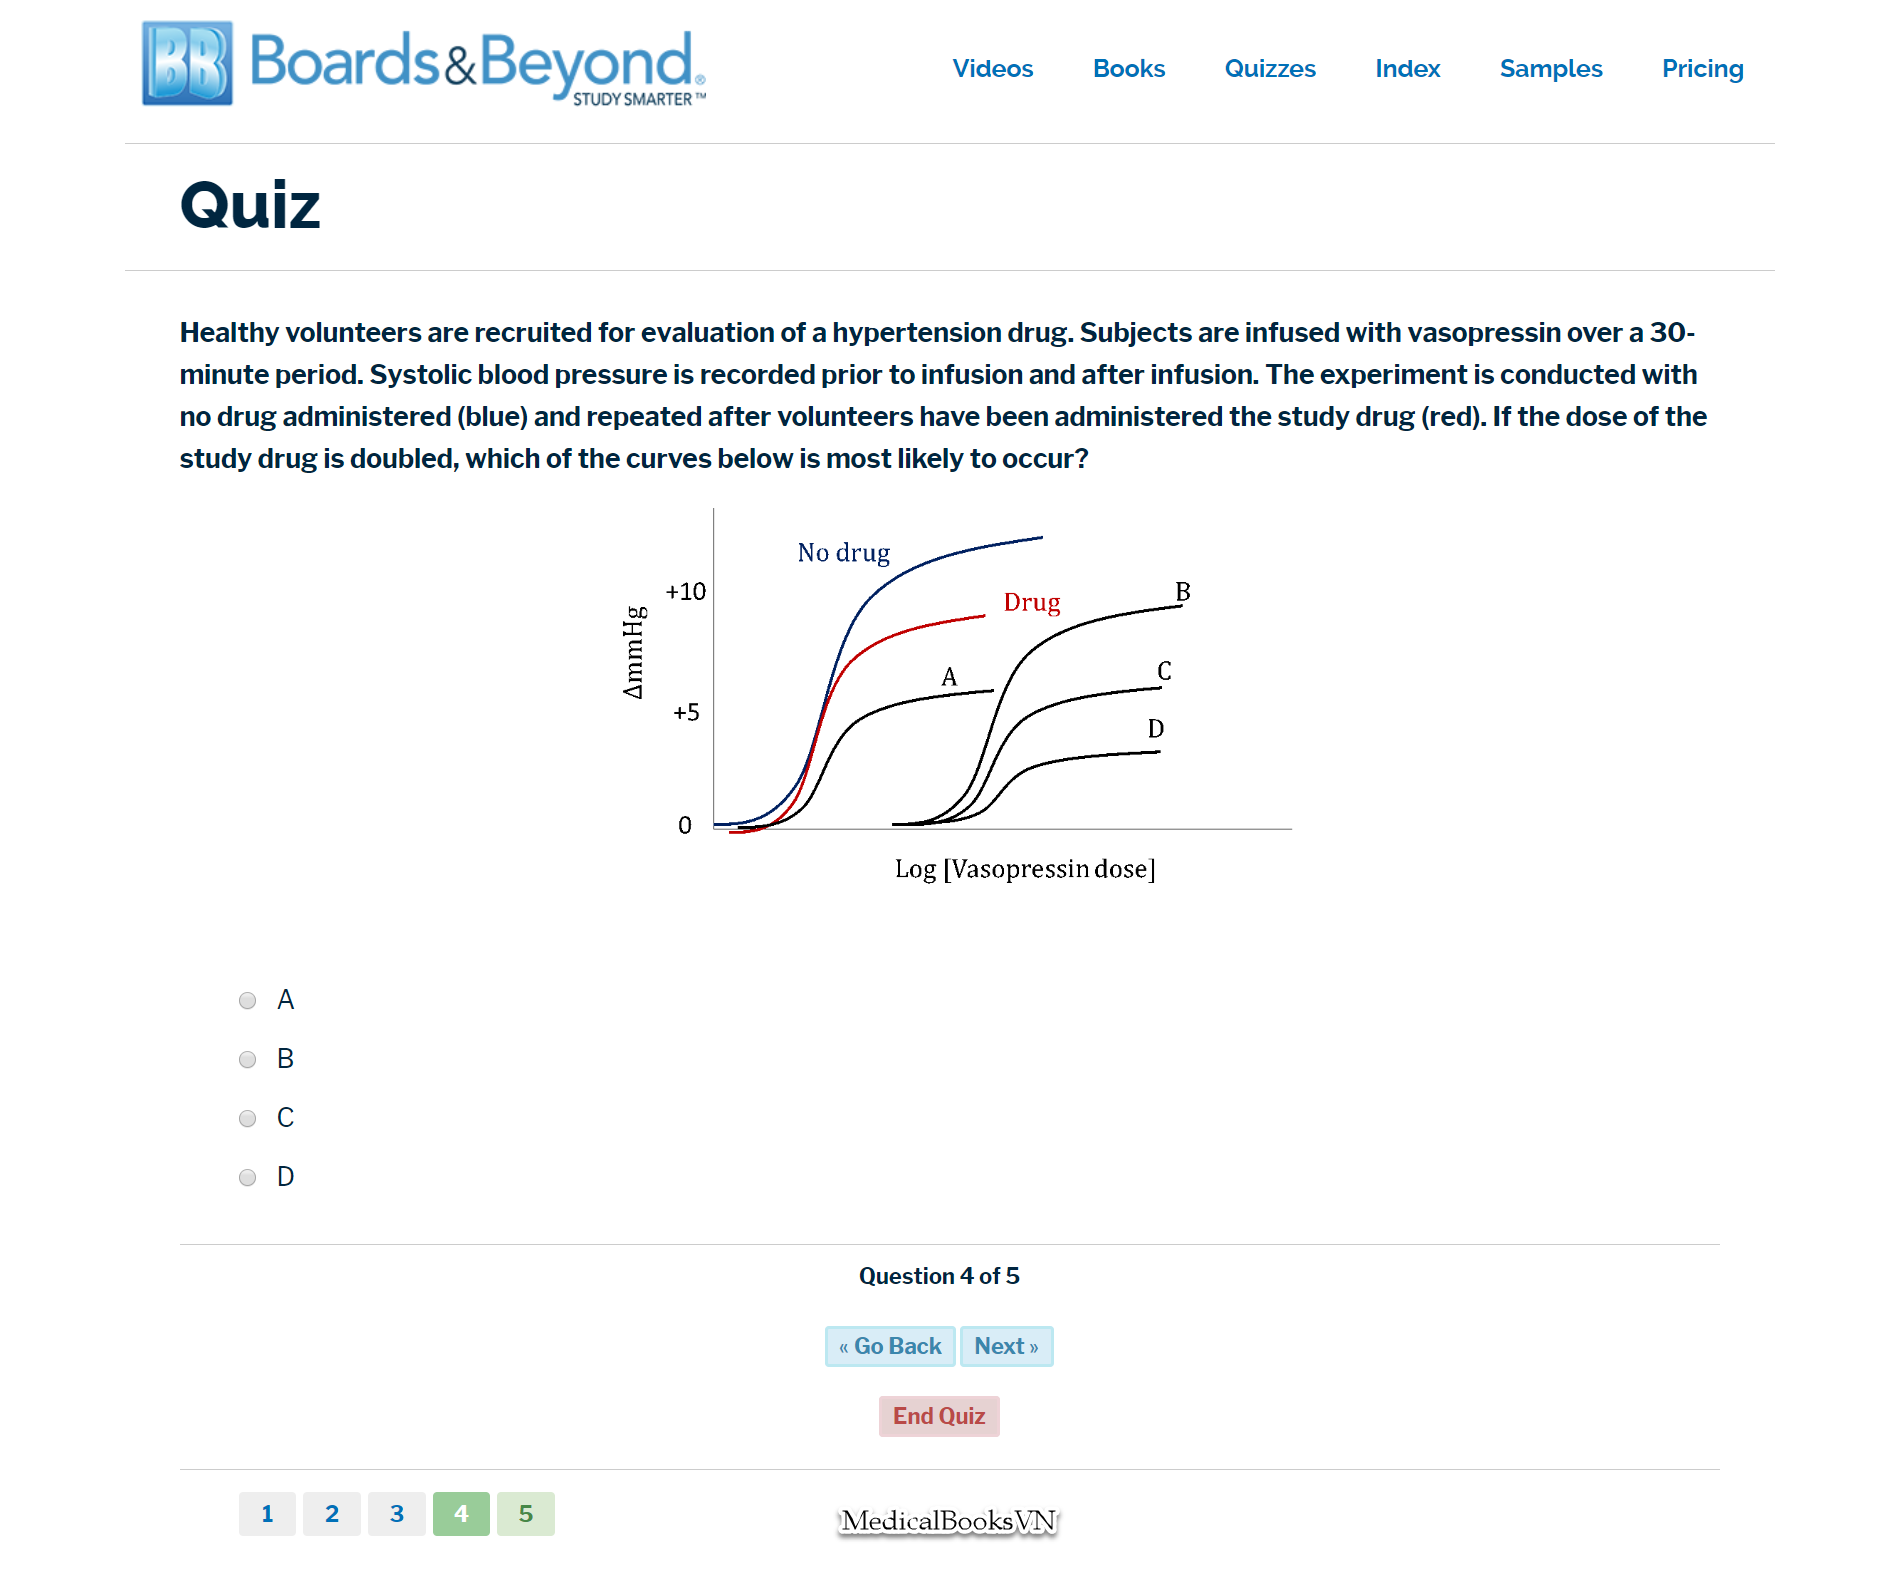 BB Boards&Beyond®
STUDY SMARTER™
Videos Books Quizzes Index Samples Pricing
Quiz
Healthy volunteers are recruited for evaluation of a hypertension drug. Subjects are infused with vasopressin over a 30-
minute period. Systolic blood pressure is recorded prior to infusion and after infusion. The experiment is conducted with
no drug administered (blue) and repeated after volunteers have been administered the study drug (red). If the dose of the
study drug is doubled, which of the curves below is most likely to occur?
No drug
+10
B
Drug
ΔmmHg
C
A
+5
D
0
Log [Vasopressin dose]
A
B
C
D
Question 4 of 5
« Go Back Next »
End Quiz
1 2 3 4 5
MedicalBooksVN